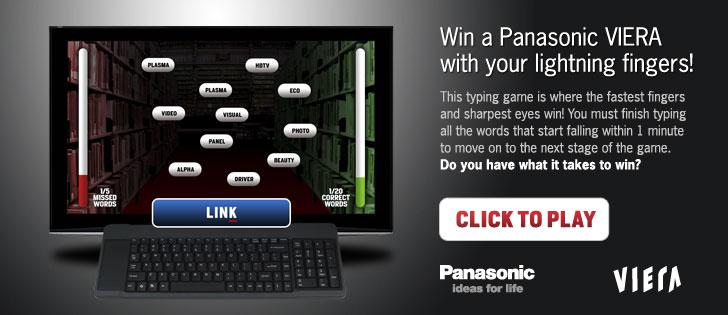 PLASMA
HDTV
PLASMA
ECO
VIDEO
VISUAL
PHOTO
PANEL
BEAUTY
ALPHA
DRIVER
1/5
MISSED
WORDS
1/20
CORRECT
WORDS
LINK
Win a Panasonic VIERA
with your lightning fingers!
This typing game is where the fastest fingers
and sharpest eyes win! You must finish typing
all the words that start falling within 1 minute
to move on to the next stage of the game.
Do you have what it takes to win?
CLICK TO PLAY
Panasonic
ideas for life
VIERA